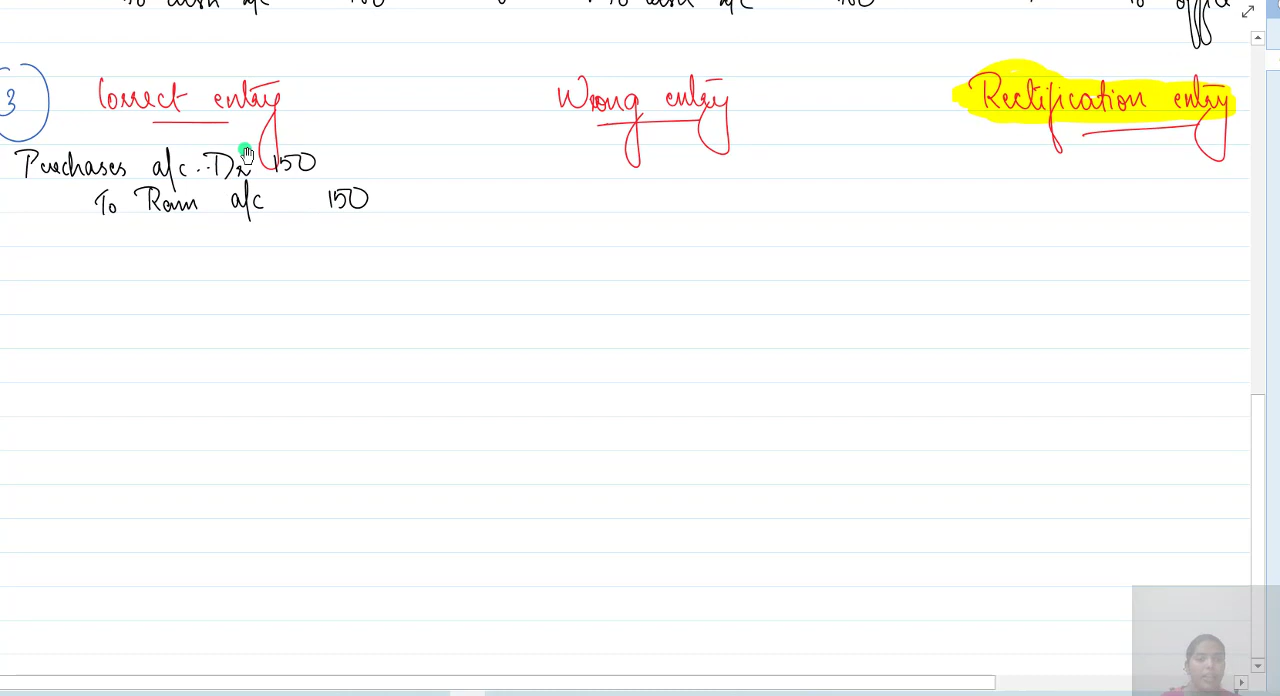 3 Correct entry Wrong entry Rectification entry
Purchases a/c. Dr 150
To Ram a/c 150